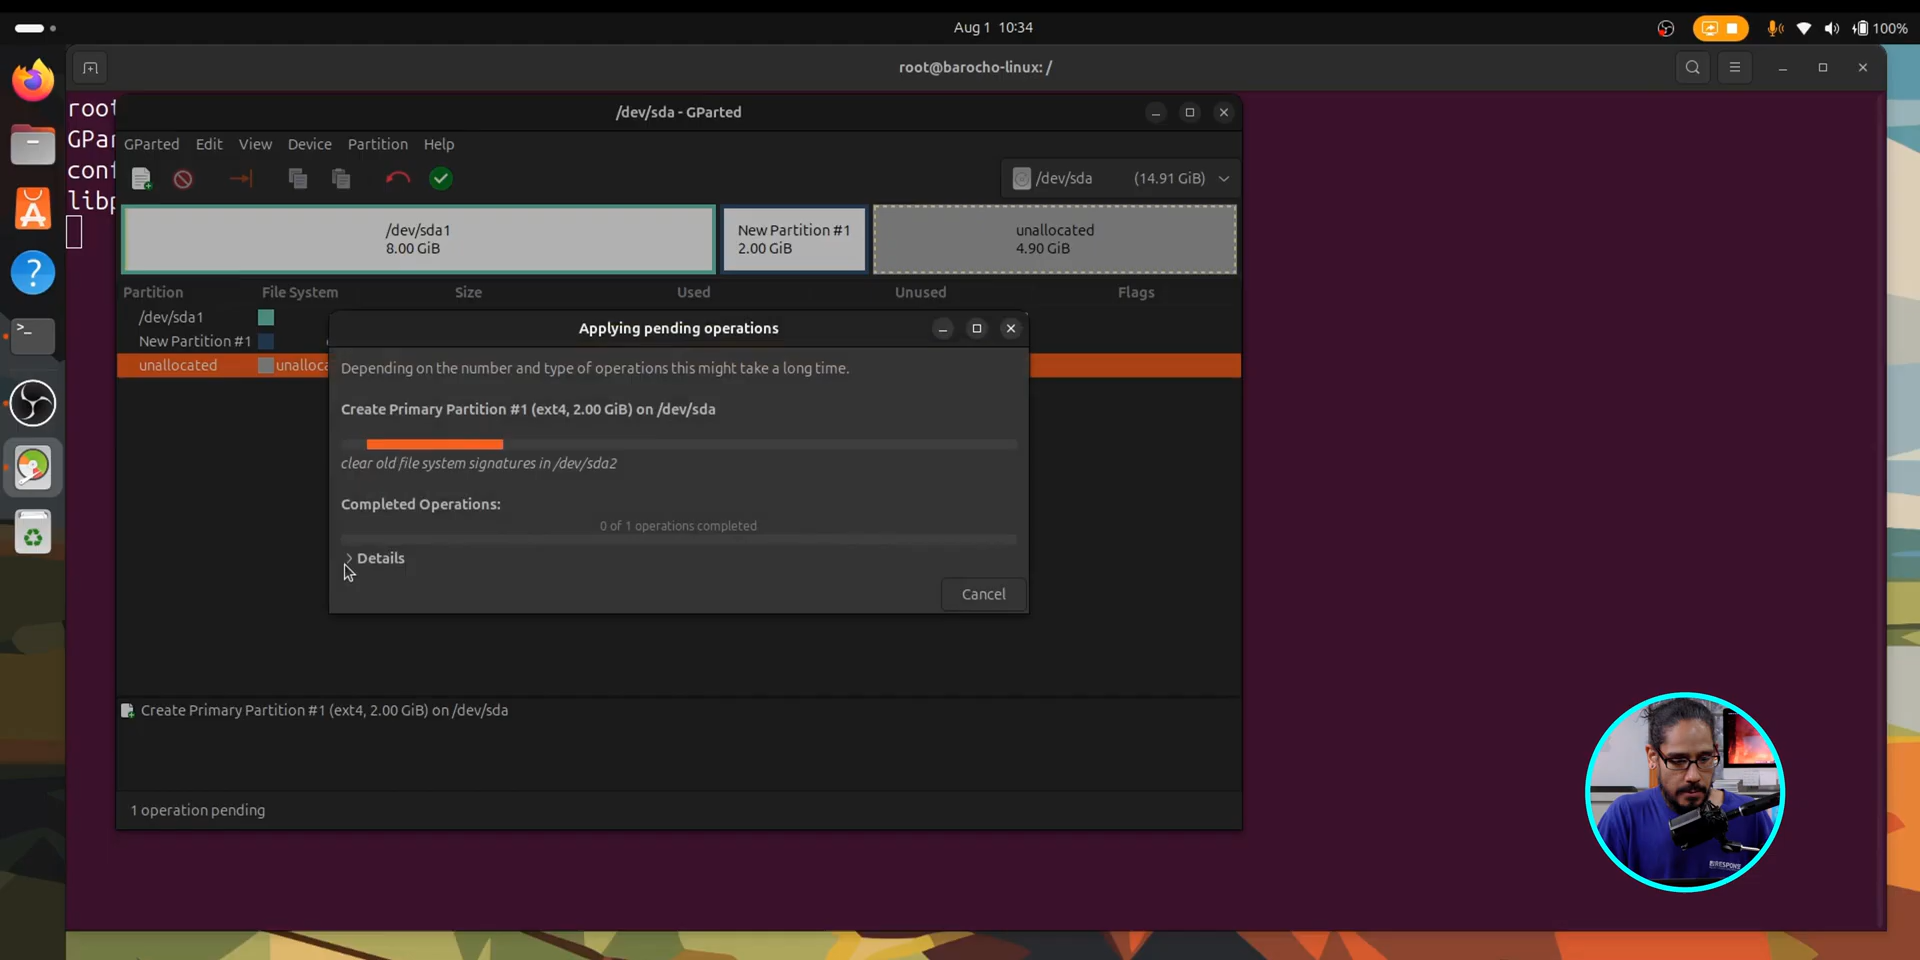 Aug 1 10:34
100%
root@barocho-linux: /
root
GPar
conf
libp
/dev/sda - GParted
GParted Edit View Device Partition Help
/dev/sda (14.91 GiB)
/dev/sda1
8.00 GiB
New Partition #1
2.00 GiB
unallocated
4.90 GiB
Partition File System Size Used Unused Flags
/dev/sda1
New Partition #1
unallocated unalloca
Applying pending operations
Depending on the number and type of operations this might take a long time.
Create Primary Partition #1 (ext4, 2.00 GiB) on /dev/sda
clear old file system signatures in /dev/sda2
Completed Operations:
0 of 1 operations completed
Details
Cancel
Create Primary Partition #1 (ext4, 2.00 GiB) on /dev/sda
1 operation pending